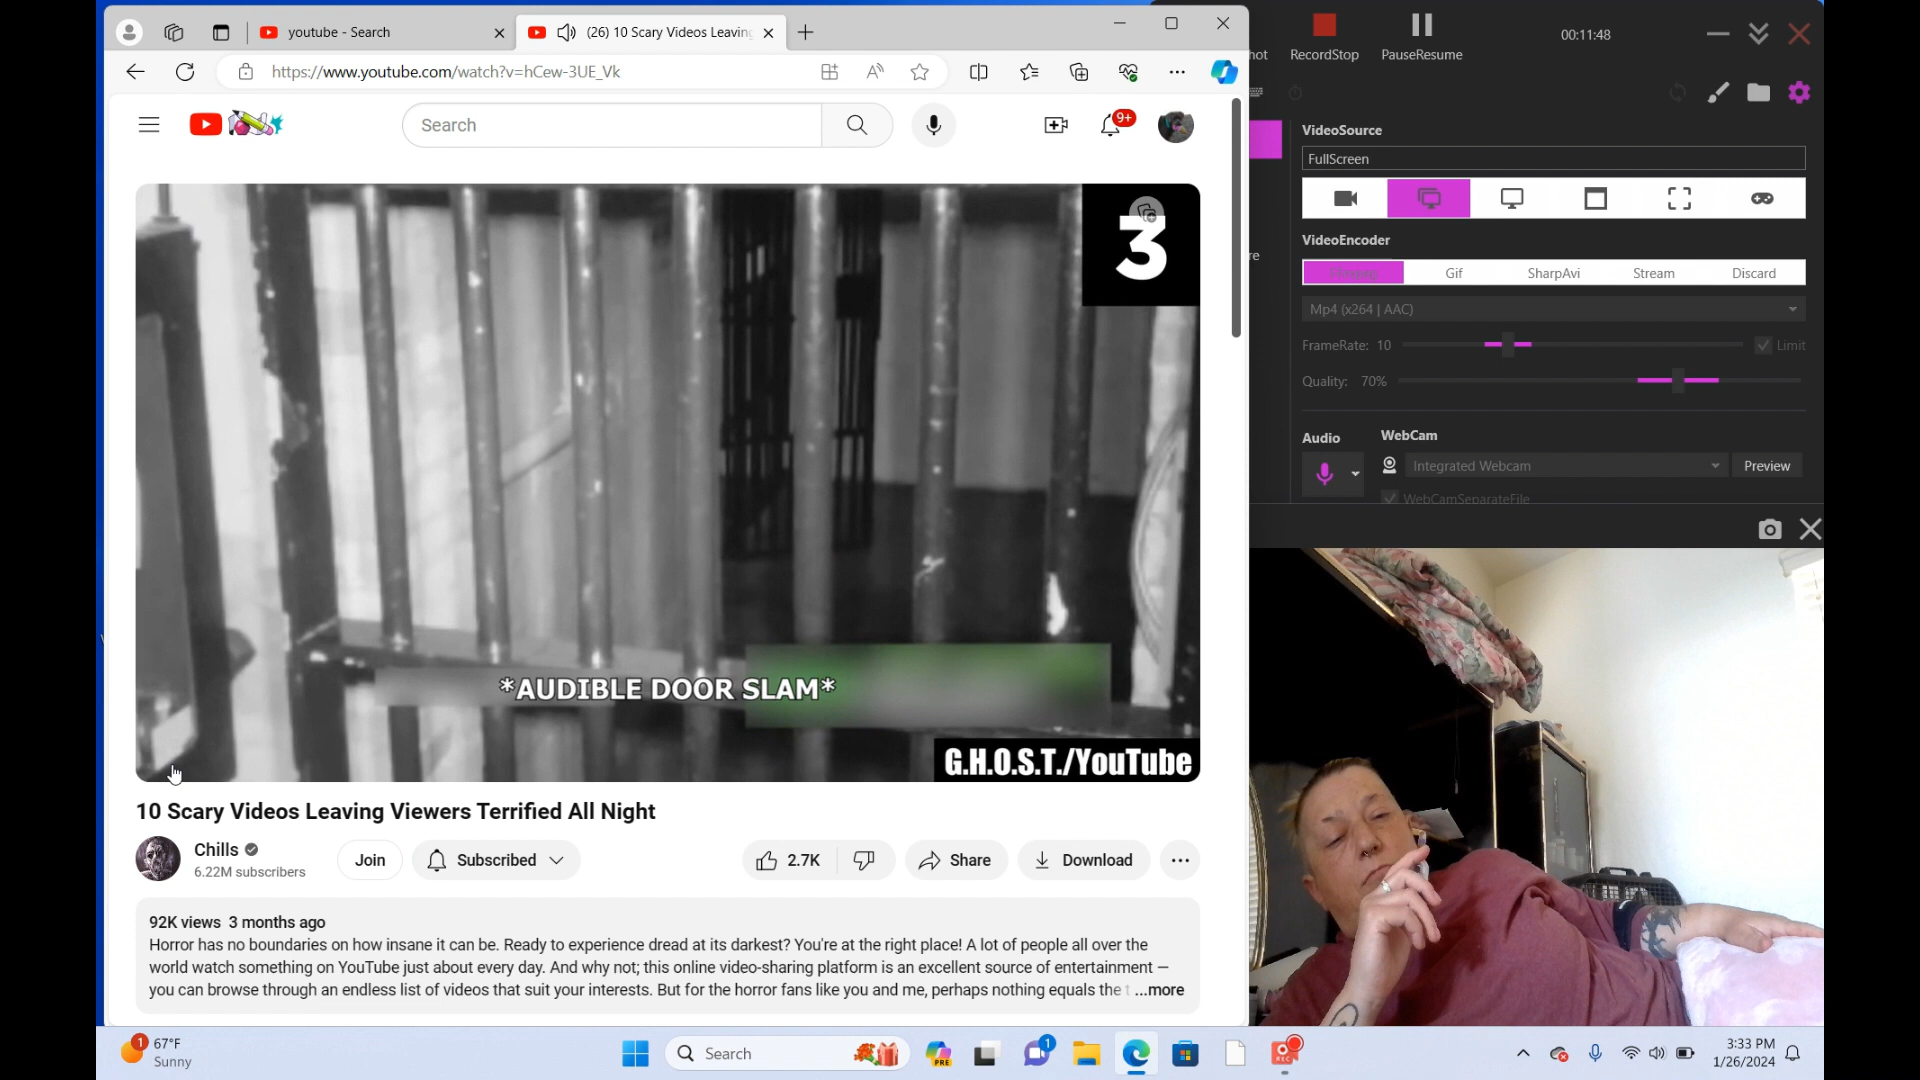 youtube - Search
(26) 10 Scary Videos Leaving
https://www.youtube.com/watch?v=hCew-3UE_Vk
Search
9+
3
*AUDIBLE DOOR SLAM*
G.H.O.S.T./YouTube
10 Scary Videos Leaving Viewers Terrified All Night
Chills
6.22M subscribers
Join
Subscribed
2.7K
Share
Download
92K views 3 months ago
Horror has no boundaries on how insane it can be. Ready to experience dread at its darkest? You're at the right place! A lot of people all over the
world watch something on YouTube just about every day. And why not; this online video-sharing platform is an excellent source of entertainment —
you can browse through an endless list of videos that suit your interests. But for the horror fans like you and me, perhaps nothing equals the t ...more
hot
RecordStop
PauseResume
00:11:48
re
VideoSource
FullScreen
VideoEncoder
Gif
SharpAvi
Stream
Discard
Mp4 (x264 | AAC)
FrameRate: 10
Limit
Quality: 70%
Audio
WebCam
Integrated Webcam
Preview
WebCamSeparateFile
1
67°F
Sunny
Search
PRE
1
REC
3:33 PM
1/26/2024